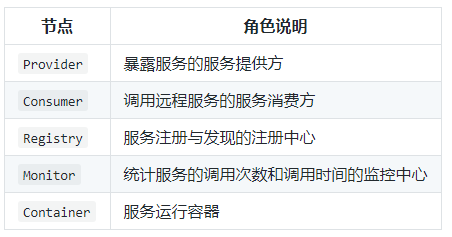 节点 角色说明
Provider 暴露服务的服务提供方
Consumer 调用远程服务的服务消费方
Registry 服务注册与发现的注册中心
Monitor 统计服务的调用次数和调用时间的监控中心
Container 服务运行容器